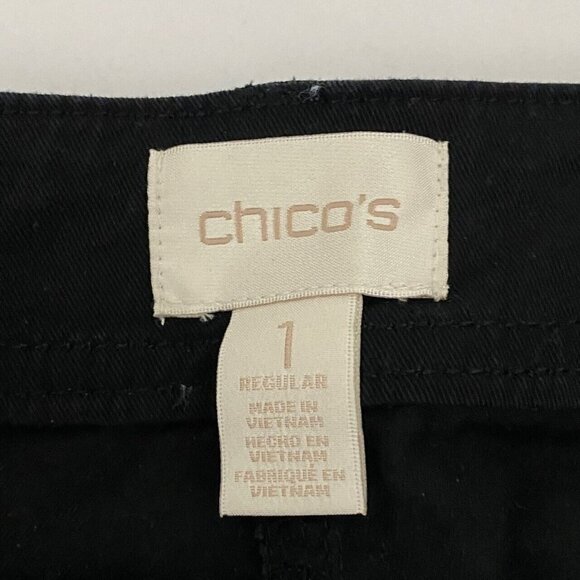 chico's
1
REGULAR
MADE IN
VIETNAM
HECHO EN
VIETNAM
FABRIQUÉ EN
VIETNAM